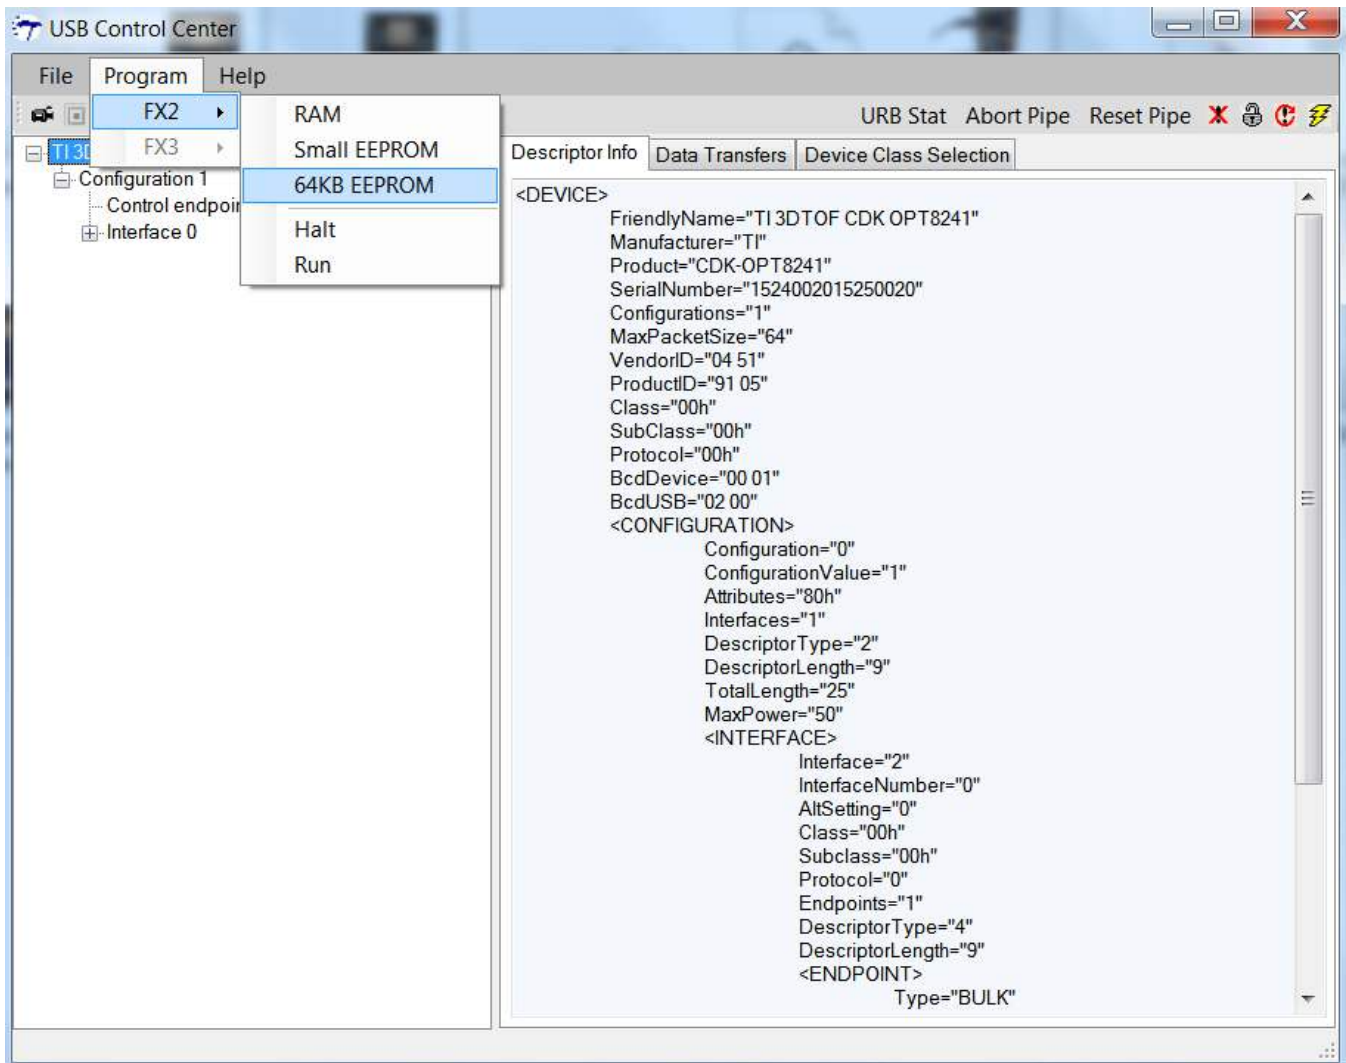 USB Control Center
File Program Help
FX2
FX3
RAM
Small EEPROM
64KB EEPROM
Halt
Run
URB Stat Abort Pipe Reset Pipe
TI 3D
Configuration 1
Control endpoin
Interface 0
Descriptor Info Data Transfers Device Class Selection
<DEVICE>
FriendlyName="TI 3DTOF CDK OPT8241"
Manufacturer="TI"
Product="CDK-OPT8241"
SerialNumber="1524002015250020"
Configurations="1"
MaxPacketSize="64"
VendorID="04 51"
ProductID="91 05"
Class="00h"
SubClass="00h"
Protocol="00h"
BcdDevice="00 01"
BcdUSB="02 00"
<CONFIGURATION>
Configuration="0"
ConfigurationValue="1"
Attributes="80h"
Interfaces="1"
DescriptorType="2"
DescriptorLength="9"
TotalLength="25"
MaxPower="50"
<INTERFACE>
Interface="2"
InterfaceNumber="0"
AltSetting="0"
Class="00h"
Subclass="00h"
Protocol="0"
Endpoints="1"
DescriptorType="4"
DescriptorLength="9"
<ENDPOINT>
Type="BULK"